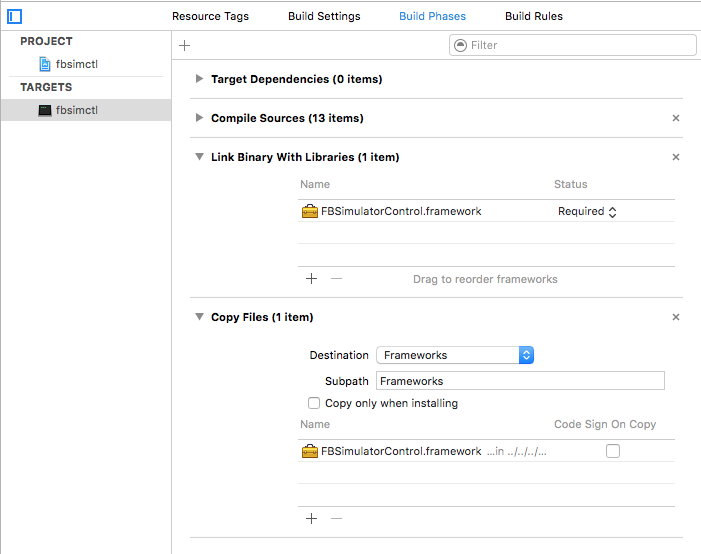 Resource Tags Build Settings Build Phases Build Rules
PROJECT
fbsimctl
TARGETS
fbsimctl
Filter
Target Dependencies (0 items)
Compile Sources (13 items)
Link Binary With Libraries (1 item)
Name Status
FBSimulatorControl.framework Required
Drag to reorder frameworks
Copy Files (1 item)
Destination Frameworks
Subpath Frameworks
Copy only when installing
Name Code Sign On Copy
FBSimulatorControl.framework ...in ../../../...